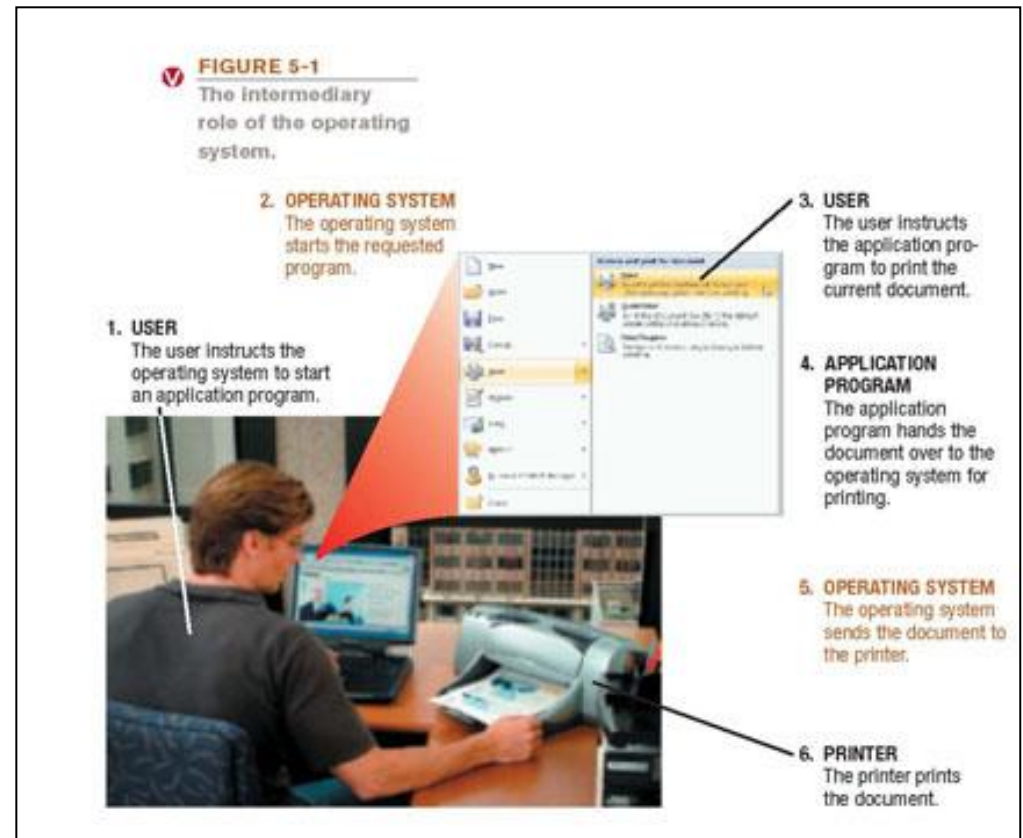 FIGURE 5-1
The intermediary
role of the operating
system.
2. OPERATING SYSTEM
The operating system
starts the requested
program.
1. USER
The user instructs the
operating system to start
an application program.
3. USER
The user instructs
the application pro-
gram to print the
current document.
4. APPLICATION
PROGRAM
The application
program hands the
document over to the
operating system for
printing.
5. OPERATING SYSTEM
The operating system
sends the document to
the printer.
6. PRINTER
The printer prints
the document.